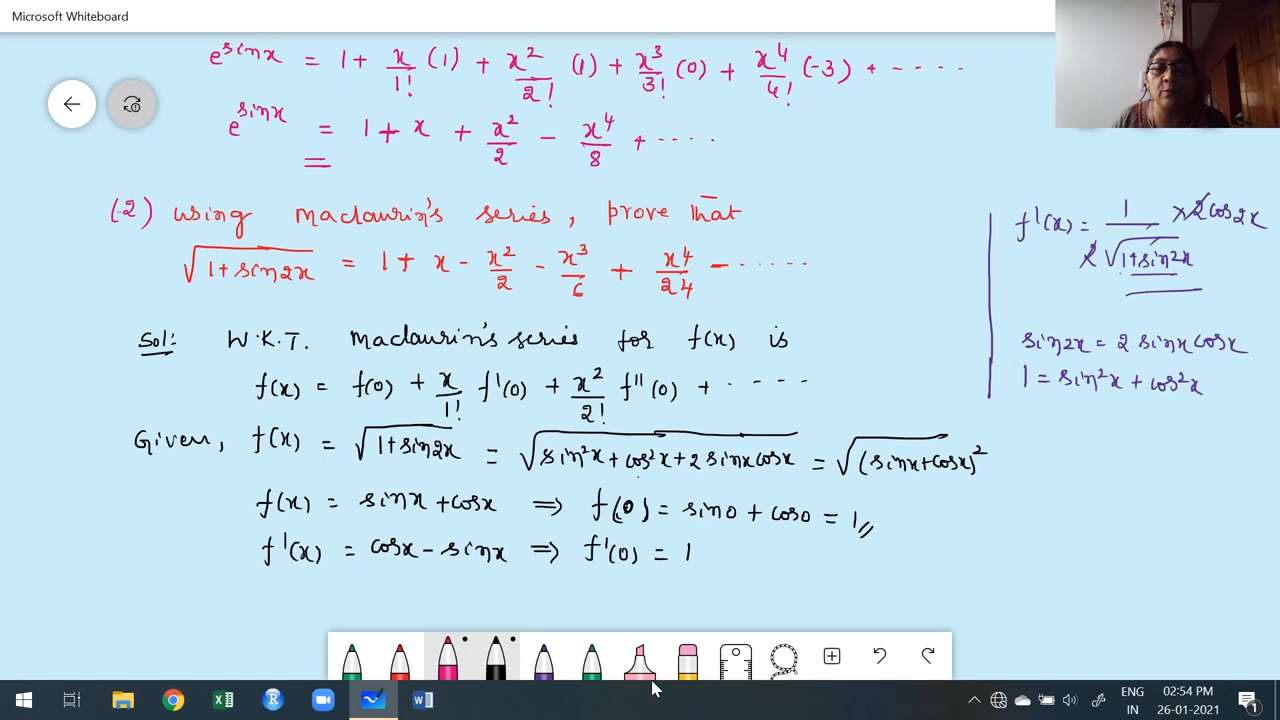 Microsoft Whiteboard
e^sinx = 1 + x/1! (1) + x²/2! (1) + x³/3! (0) + x⁴/4! (-3) + ....
e^sinx = 1 + x + x²/2 - x⁴/8 + ....
(2) using maclaurin's series, prove that
√(1+sin2x) = 1 + x - x²/2 - x³/6 + x⁴/24 - ......
Sol: W.K.T. maclaurin's series for f(x) is
f(x) = f(0) + x/1! f'(0) + x²/2! f''(0) + .....
Given, f(x) = √(1+sin2x) = √(sin²x + cos²x + 2 sinx cosx) = √((sinx+cosx)²)
f(x) = sinx + cosx ⇒ f(0) = sin0 + cos0 = 1//
f'(x) = cosx - sinx ⇒ f'(0) = 1
f'(x) = 1/(2√(1+sin2x)) × 2cos2x
sin2x = 2 sinx cosx
1 = sin²x + cos²x
ENG
IN
02:54 PM
26-01-2021
1